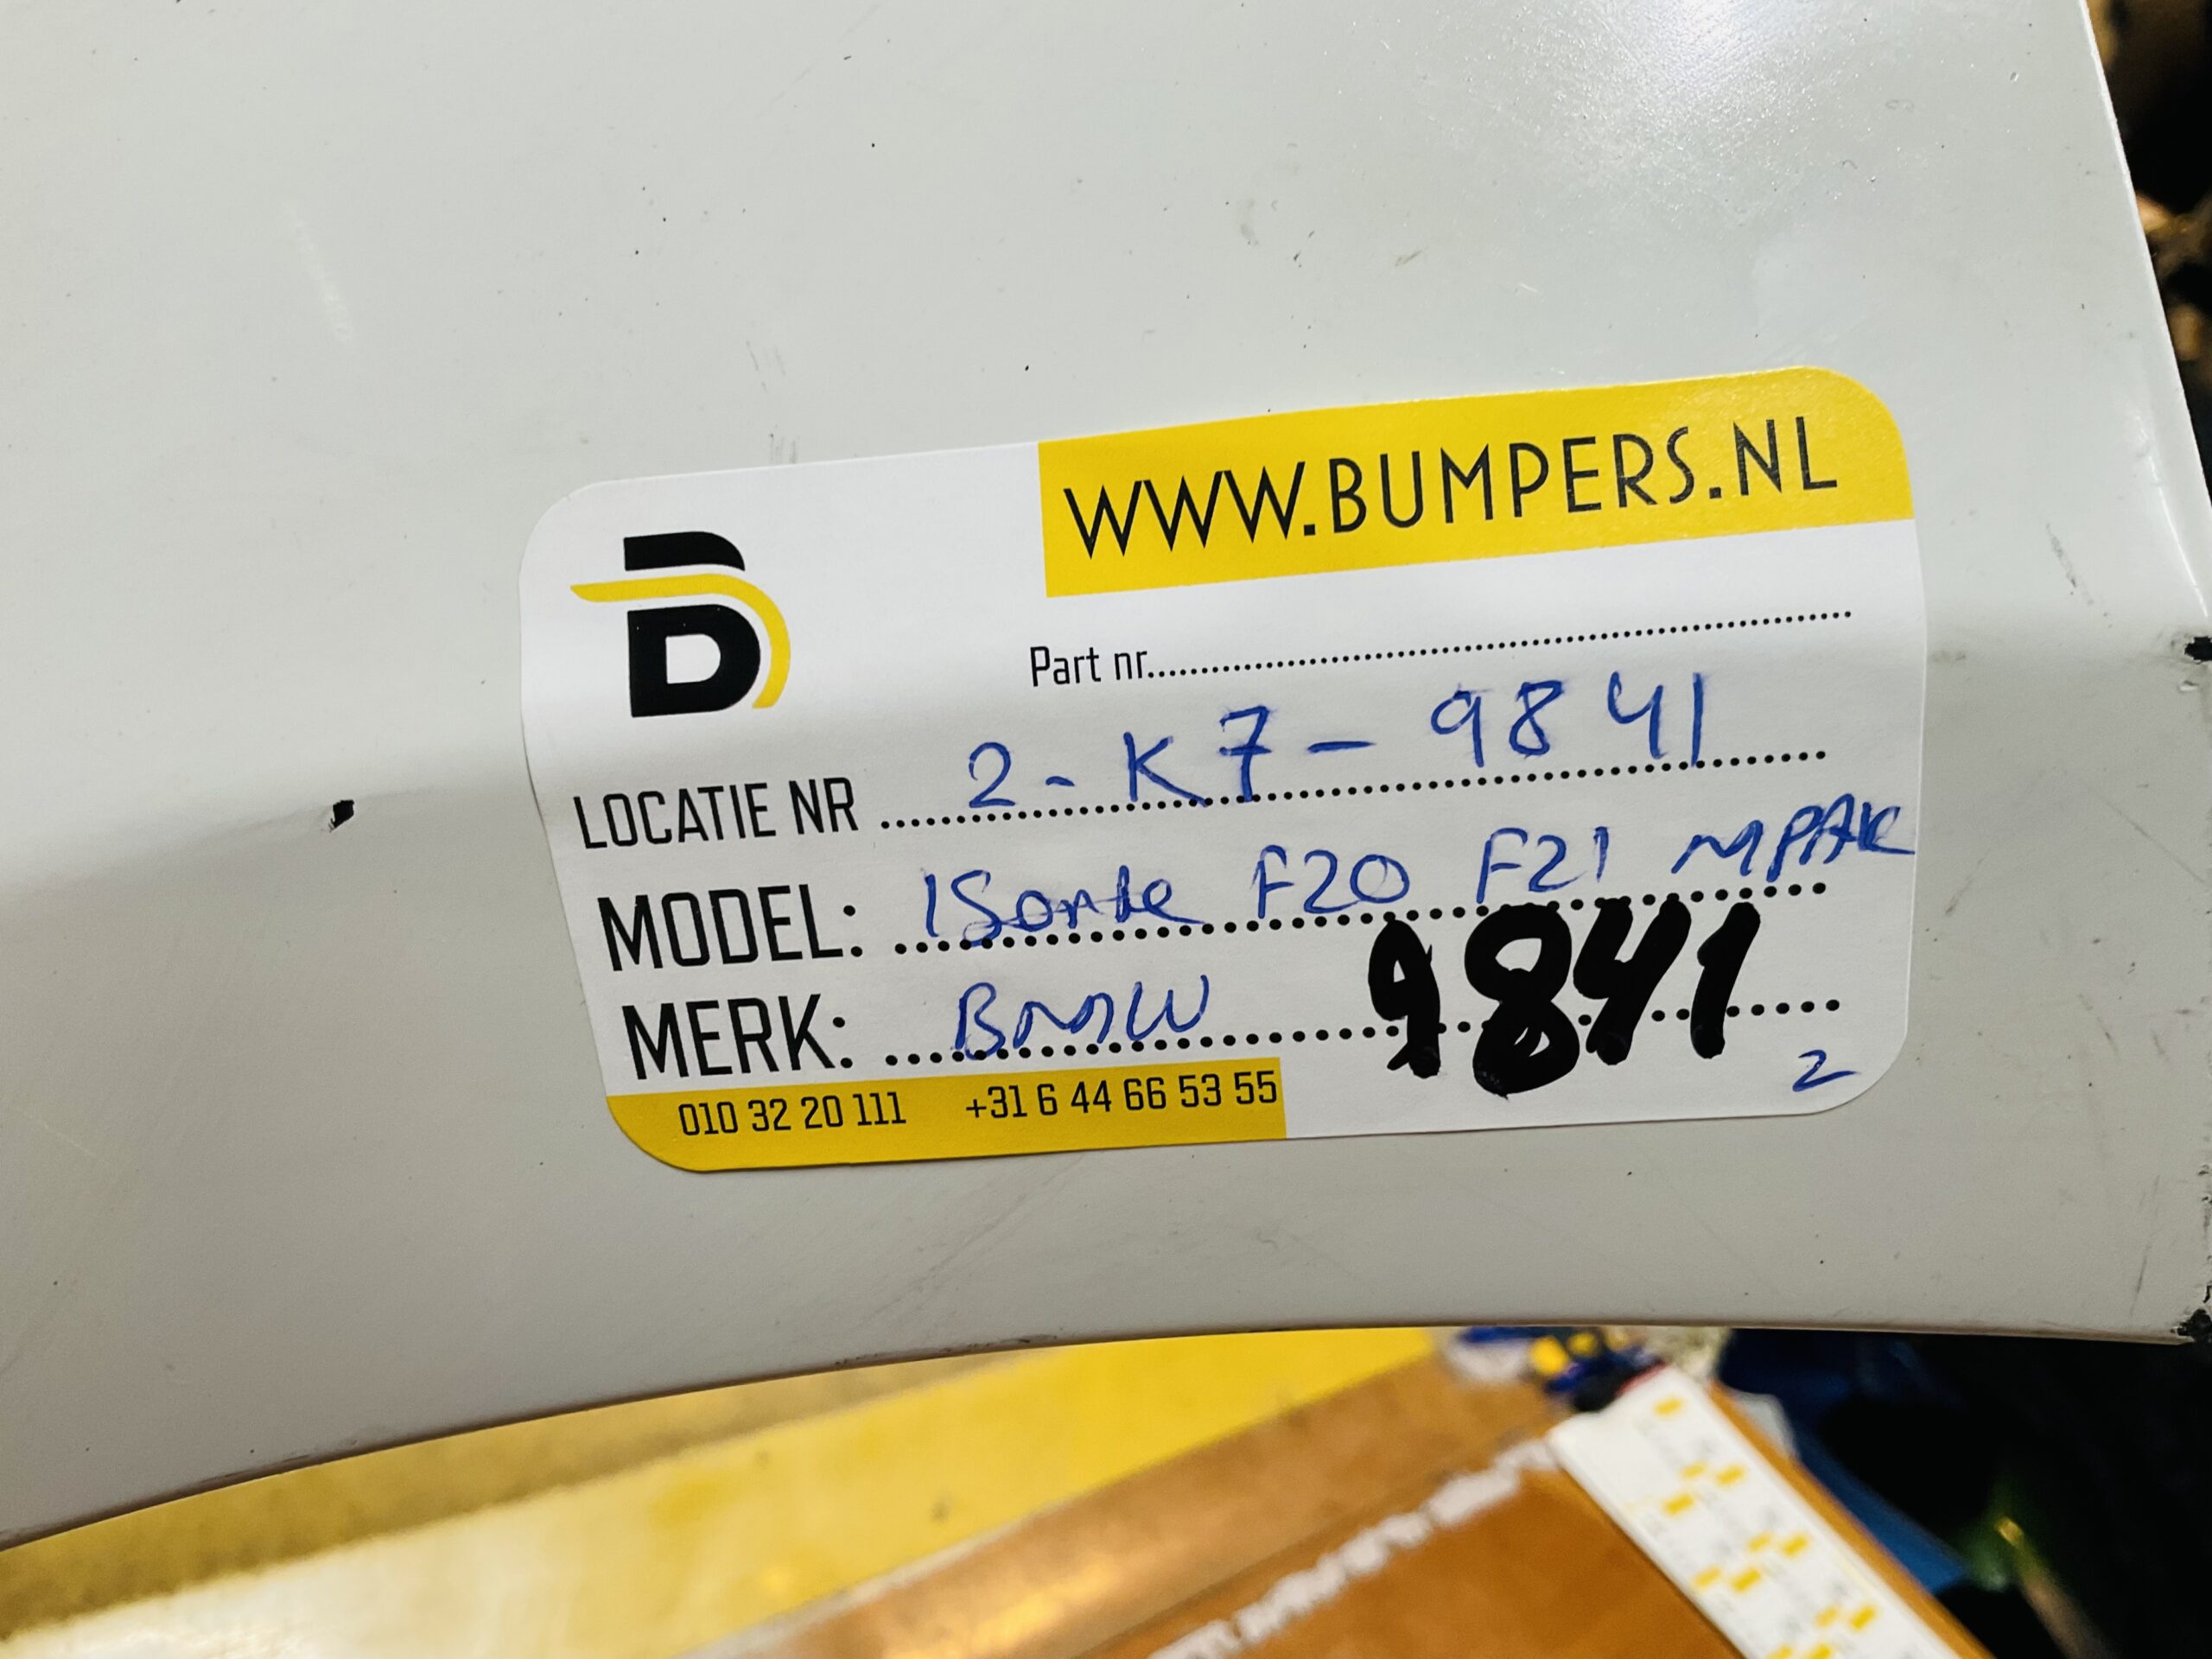 WWW.BUMPERS.NL
B
Part nr.
LOCATIE NR 2-K7-9841
MODEL: 1Serie F20 F21 MPAK
MERK: BMW 9841
2
010 32 20 111 +31 6 44 66 53 55